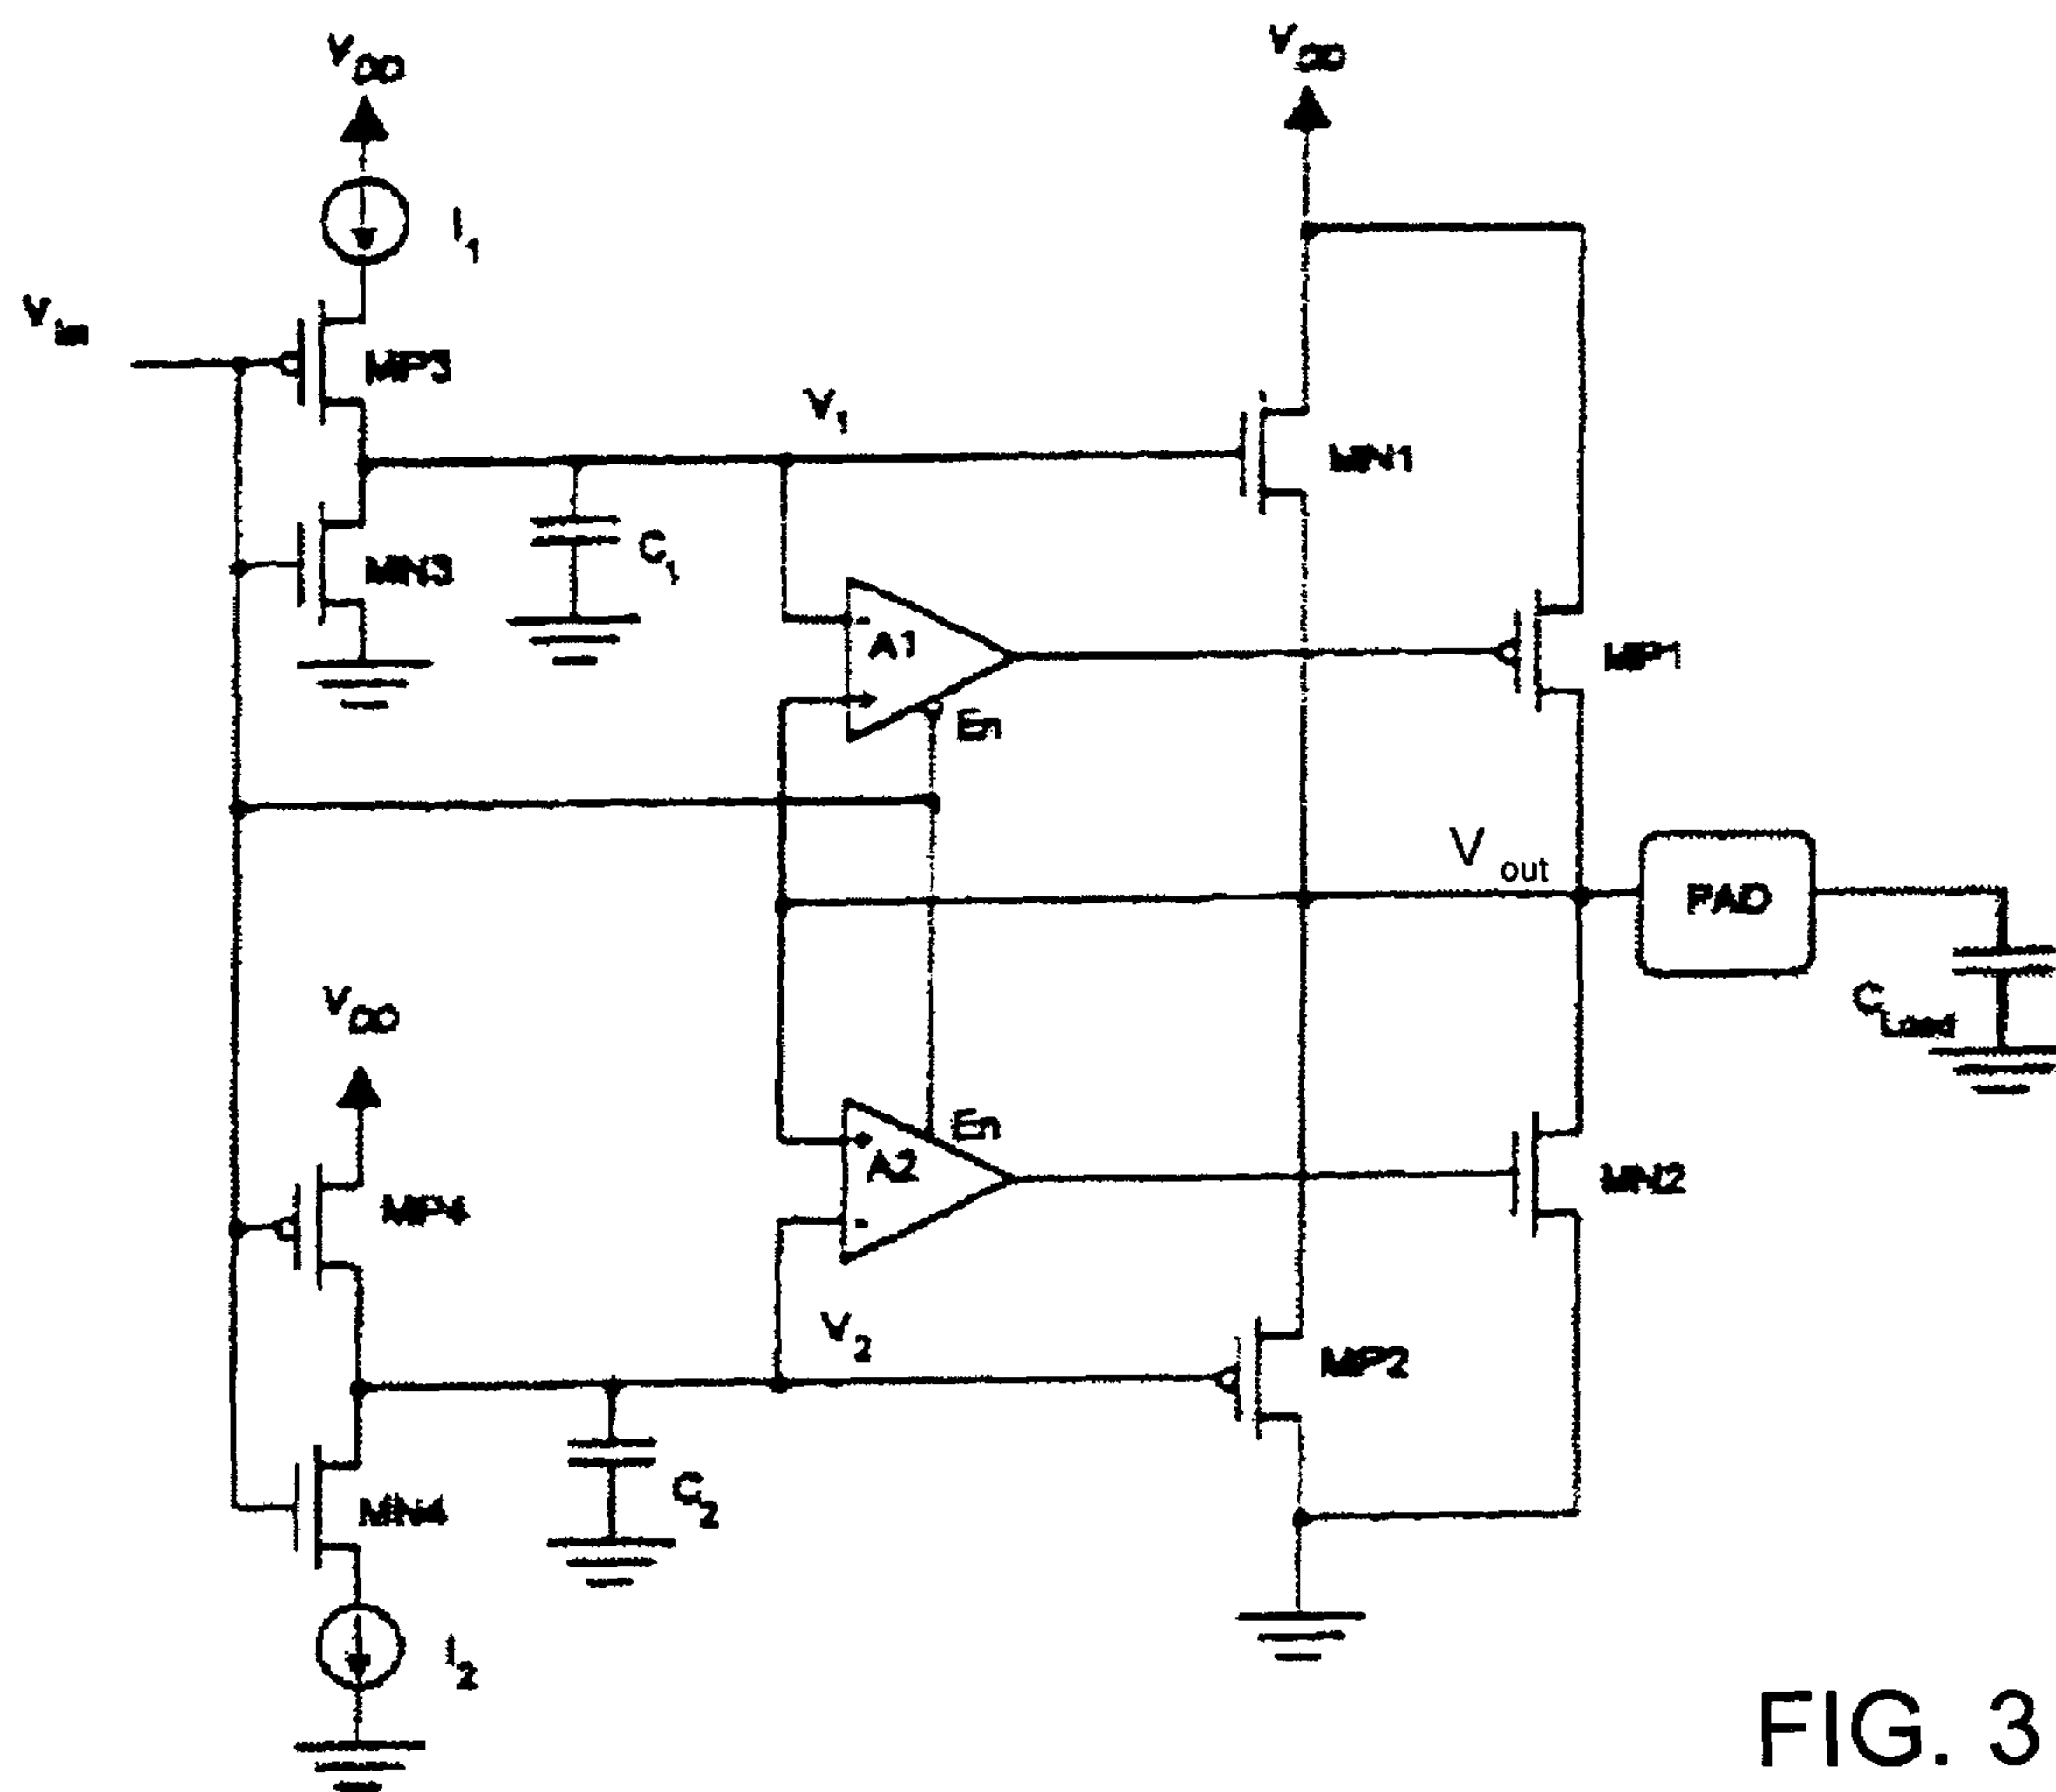 VDD
VDD
I1
Vin
MP3
V1
MN1
MN3
C1
A1
-
+
MP1
En
Vout
PAD
VDD
CLoad
En
+
A2
-
MP4
MN2
V2
MP2
C2
MN4
I2
FIG. 3